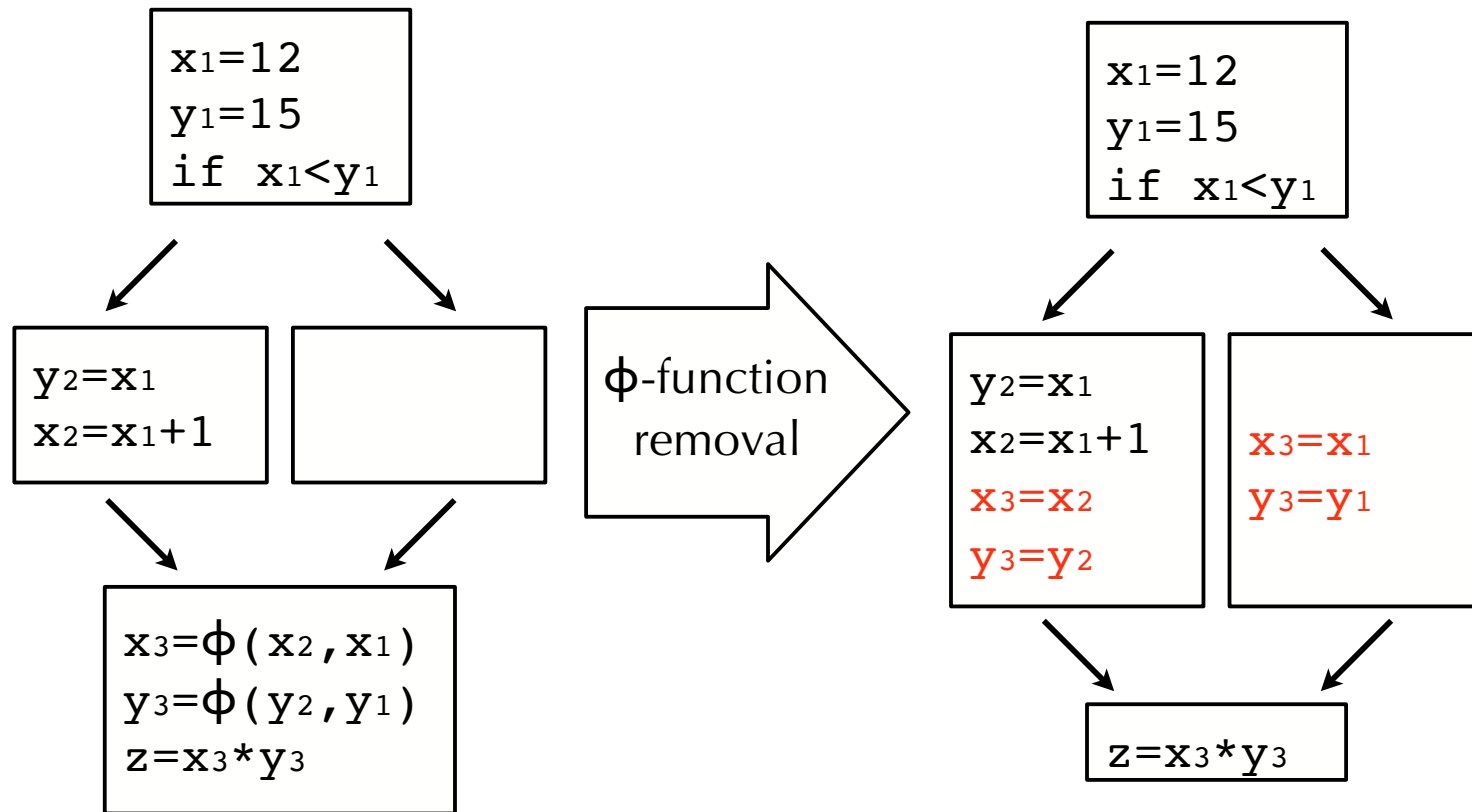 x₁=12
y₁=15
if x₁<y₁
y₂=x₁
x₂=x₁+1
x₃=ϕ(x₂,x₁)
y₃=ϕ(y₂,y₁)
z=x₃*y₃
ϕ-function
removal
x₁=12
y₁=15
if x₁<y₁
y₂=x₁
x₂=x₁+1
x₃=x₂
y₃=y₂
x₃=x₁
y₃=y₁
z=x₃*y₃